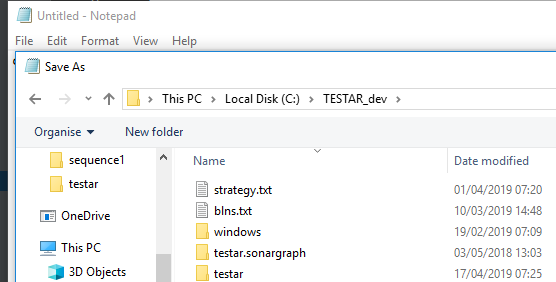 Untitled - Notepad
File Edit Format View Help
Save As
This PC > Local Disk (C:) > TESTAR_dev >
Organise New folder
Name Date modified
sequence1
testar
OneDrive
This PC
3D Objects
strategy.txt 01/04/2019 07:20
blns.txt 10/03/2019 14:48
windows 19/02/2019 07:09
testar.sonargraph 03/05/2018 13:03
testar 17/04/2019 07:25